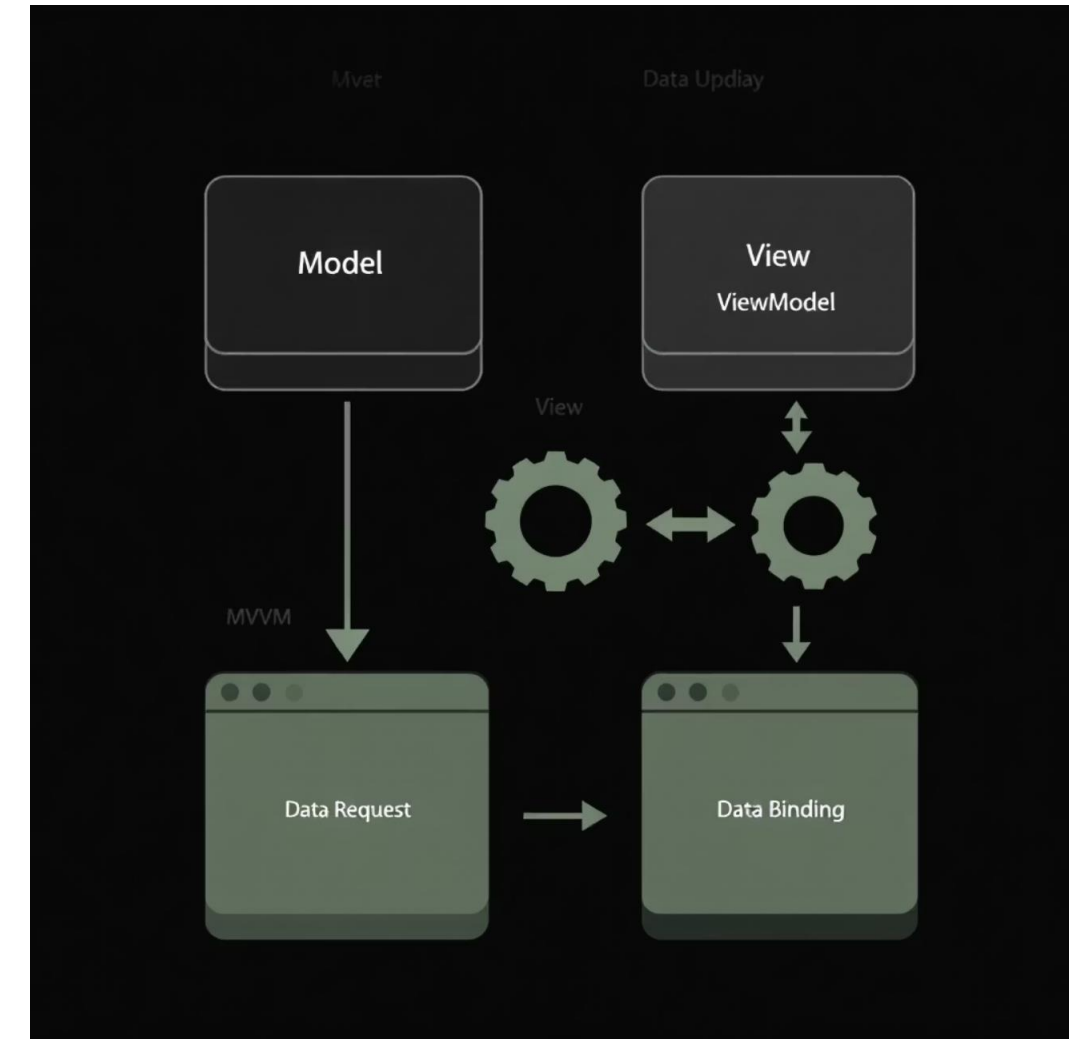 Mvet
Data Updiay
Model
View
ViewModel
View
MVVM
Data Request
Data Binding